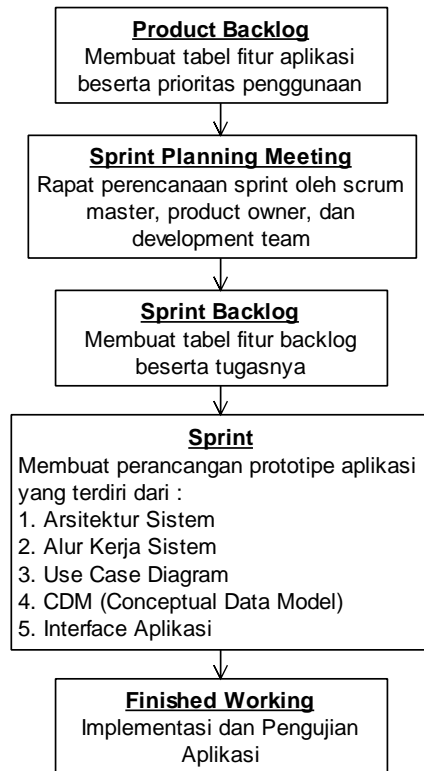 Product Backlog
Membuat tabel fitur aplikasi
beserta prioritas penggunaan
Sprint Planning Meeting
Rapat perencanaan sprint oleh scrum
master, product owner, dan
development team
Sprint Backlog
Membuat tabel fitur backlog
beserta tugasnya
Sprint
Membuat perancangan prototipe aplikasi
yang terdiri dari :
1. Arsitektur Sistem
2. Alur Kerja Sistem
3. Use Case Diagram
4. CDM (Conceptual Data Model)
5. Interface Aplikasi
Finished Working
Implementasi dan Pengujian
Aplikasi